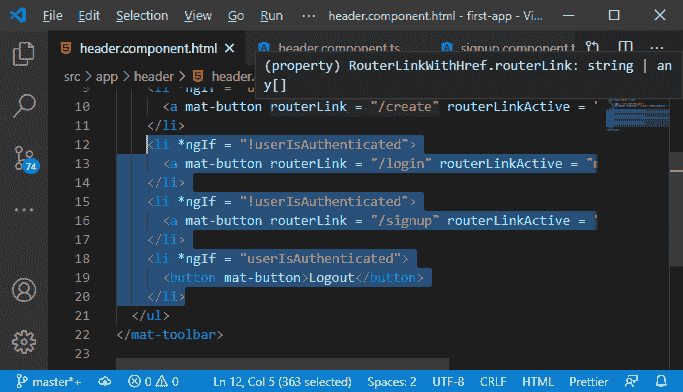 File Edit Selection View Go Run ··· header.component.html - first-app - Vi...
header.component.html header.component.ts signup.component.t
src > app > header > header.
(property) RouterLinkWithHref.routerLink: string | an
y[]
9 <li *ngIf = "u
10 <a mat-button routerLink = "/create" routerLinkActive = "
11 </li>
12 <li *ngIf = "!userIsAuthenticated">
13 <a mat-button routerLink = "/login" routerLinkActive = "m
14 </li>
15 <li *ngIf = "!userIsAuthenticated">
16 <a mat-button routerLink = "/signup" routerLinkActive = "
17 </li>
18 <li *ngIf = "userIsAuthenticated">
19 <button mat-button>Logout</button>
20 </li>
21 </ul>
22 </mat-toolbar>
23
74
master*+ 0 0 Ln 12, Col 5 (363 selected) Spaces: 2 UTF-8 CRLF HTML Prettier